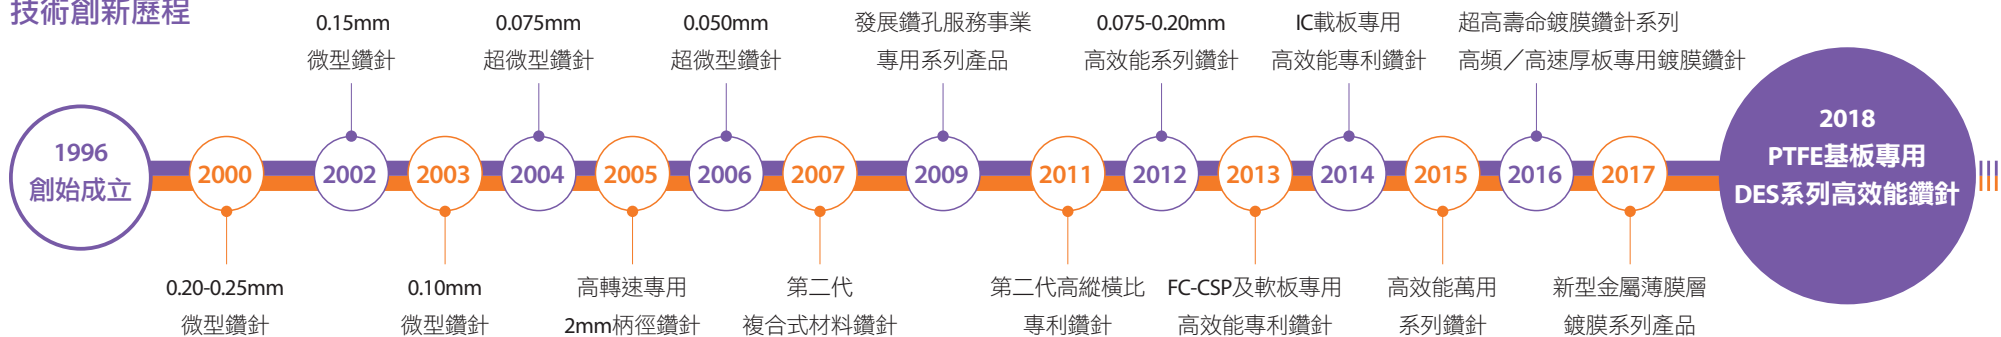 技術創新歷程
1996
創始成立
2000
0.20-0.25mm
微型鑽針
2002
0.15mm
微型鑽針
2003
0.10mm
微型鑽針
2004
0.075mm
超微型鑽針
2005
高轉速專用
2mm柄徑鑽針
2006
0.050mm
超微型鑽針
2007
第二代
複合式材料鑽針
2009
發展鑽孔服務事業
專用系列產品
2011
第二代高縱橫比
專利鑽針
2012
0.075-0.20mm
高效能系列鑽針
2013
FC-CSP及軟板專用
高效能專利鑽針
2014
IC載板專用
高效能專利鑽針
2015
高效能萬用
系列鑽針
2016
超高壽命鍍膜鑽針系列
高頻／高速厚板專用鍍膜鑽針
2017
新型金屬薄膜層
鍍膜系列產品
2018
PTFE基板專用
DES系列高效能鑽針